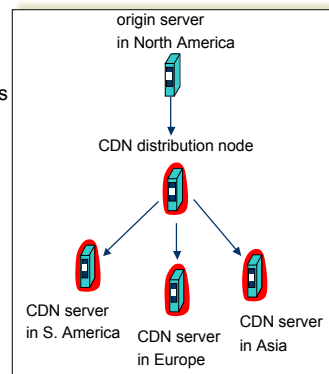 origin server
in North America
s
CDN distribution node
CDN server
in S. America
CDN server
in Europe
CDN server
in Asia